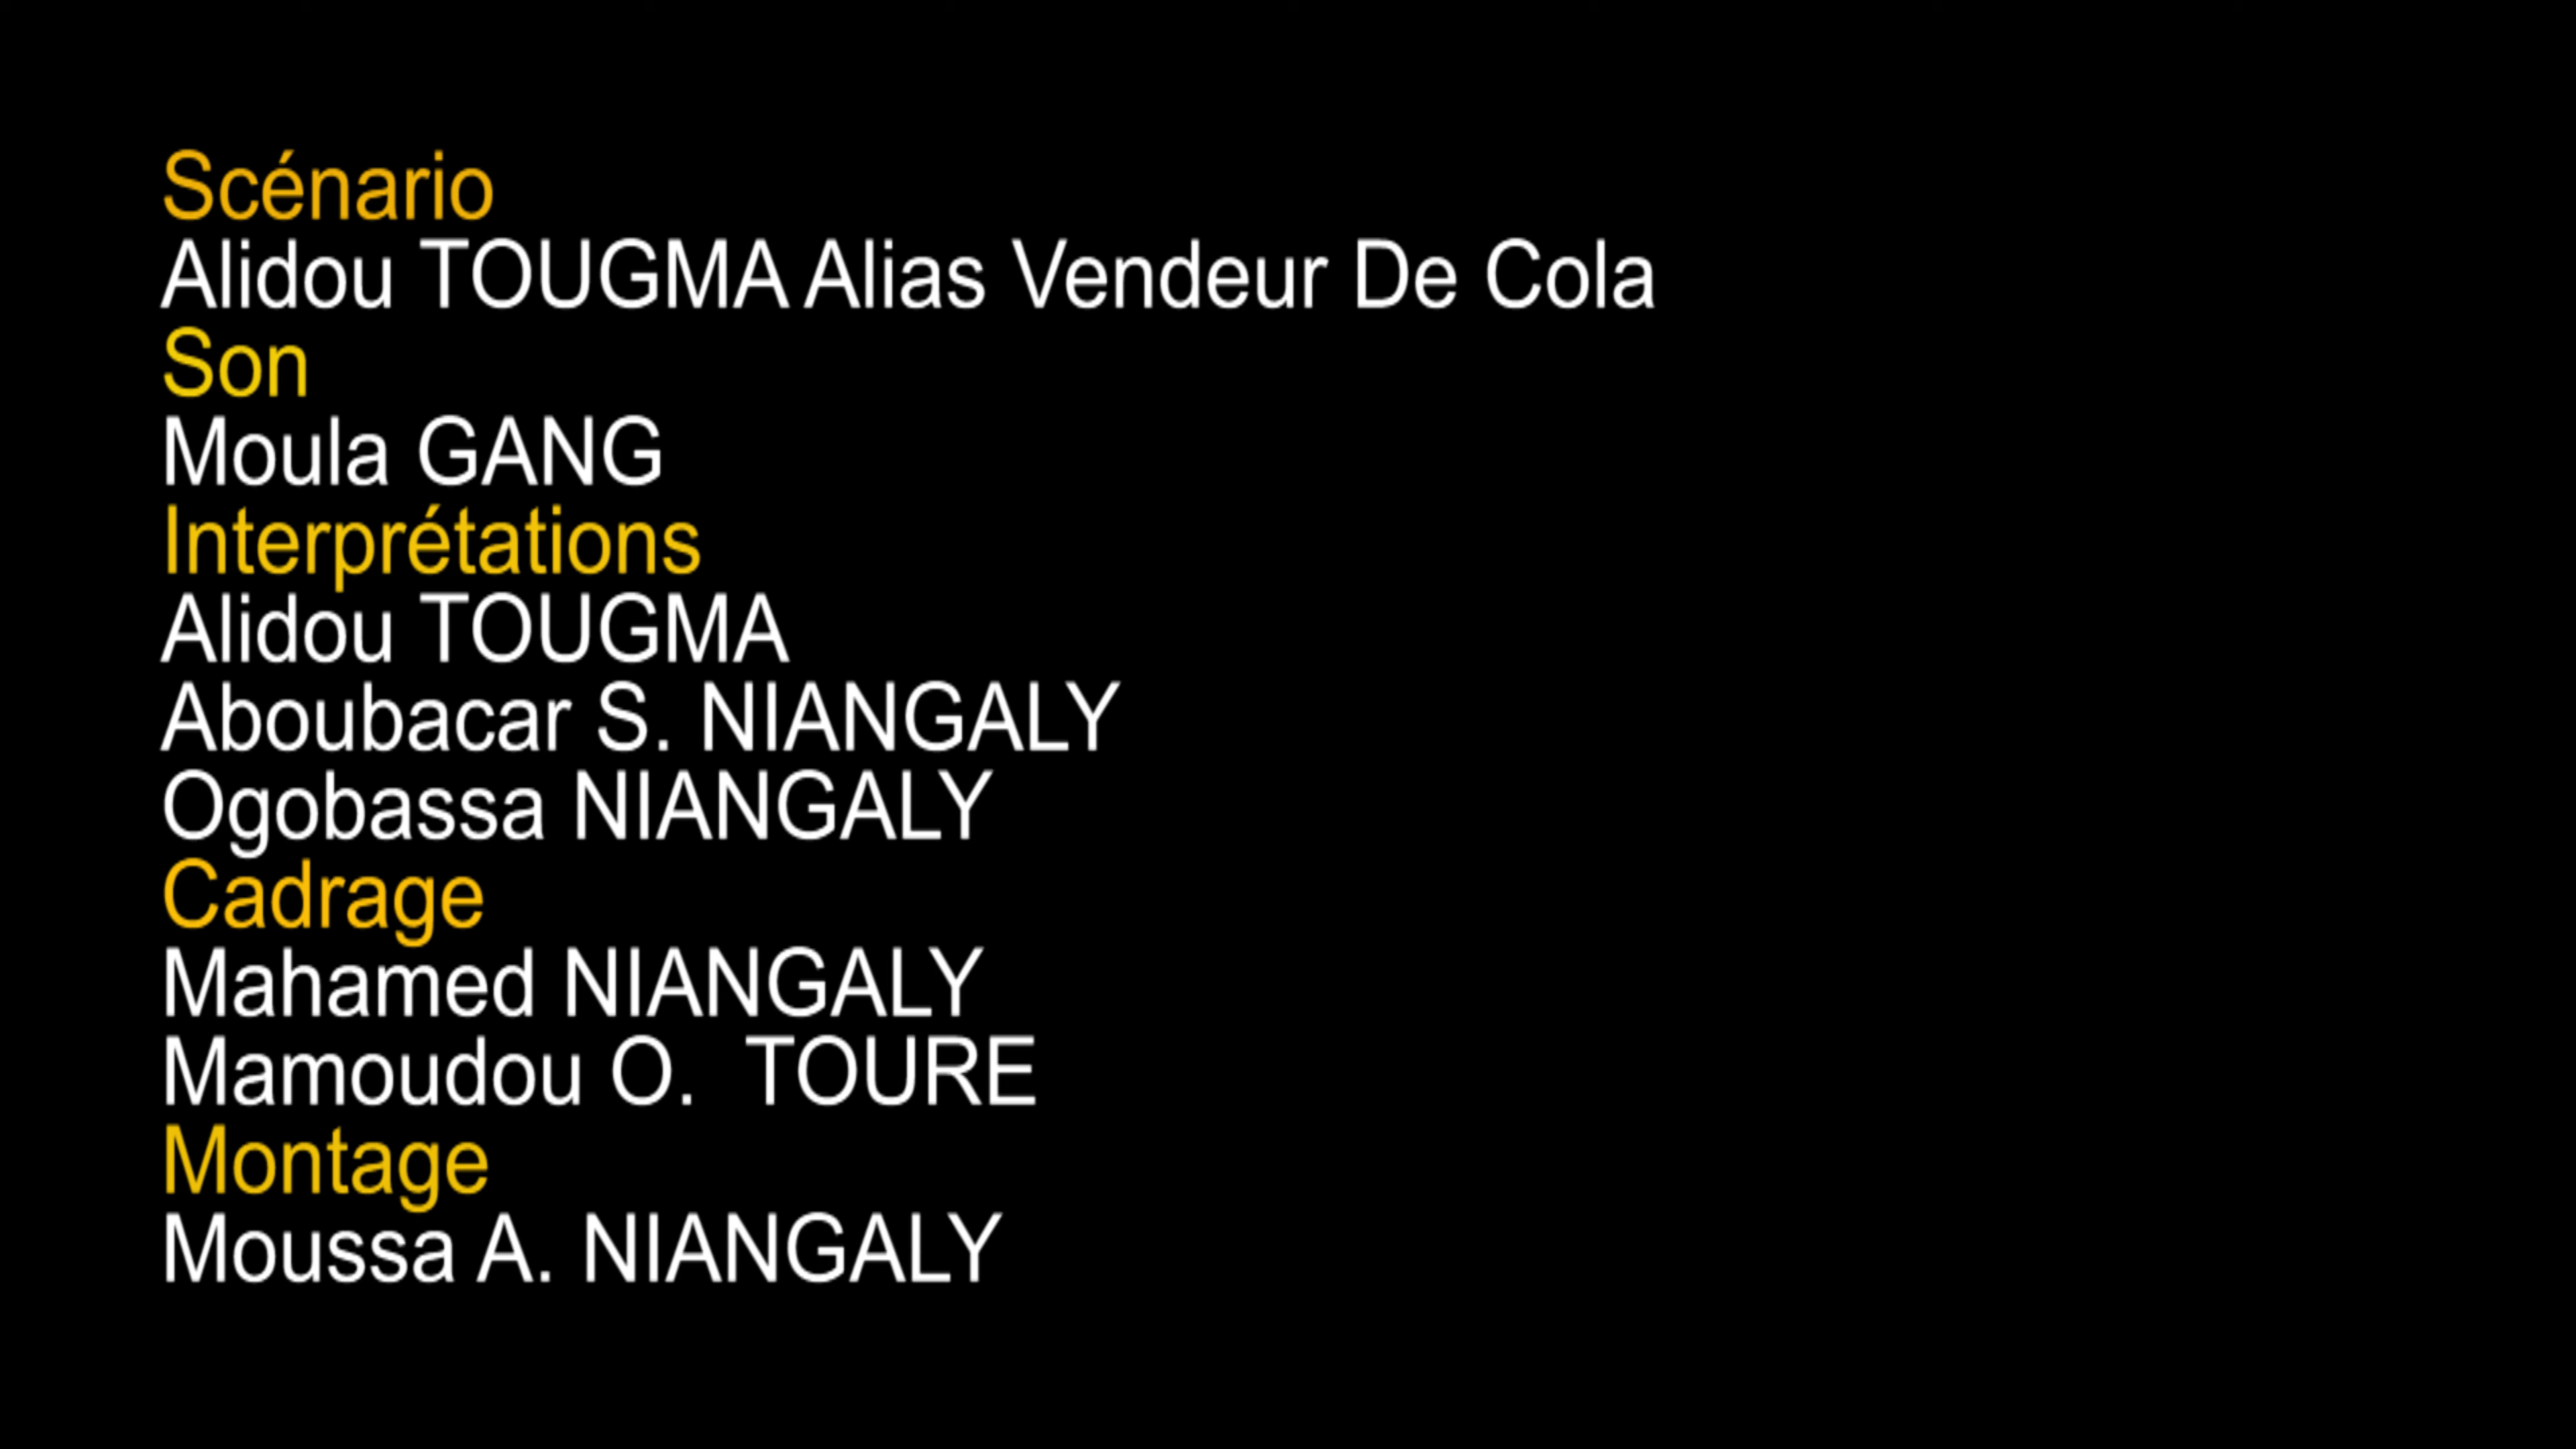 Scénario
Alidou TOUGMA Alias Vendeur De Cola
Son
Moula GANG
Interprétations
Alidou TOUGMA
Aboubacar S. NIANGALY
Ogobassa NIANGALY
Cadrage
Mahamed NIANGALY
Mamoudou O.  TOURE
Montage
Moussa A. NIANGALY